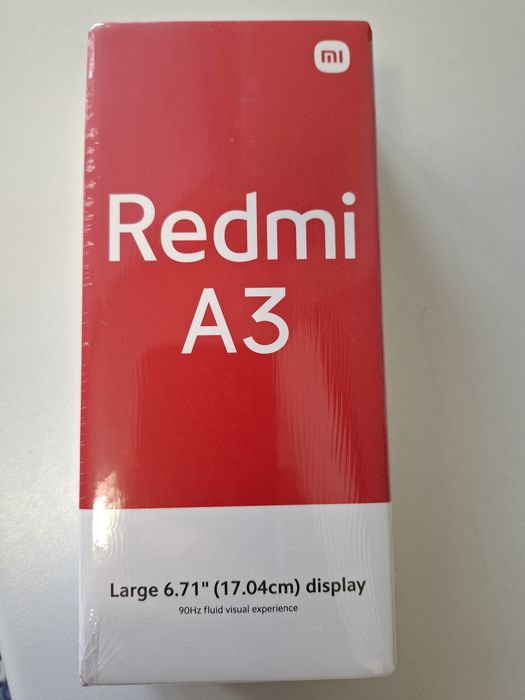 mi
Redmi
A3
Large 6.71" (17.04cm) display
90Hz fluid visual experience